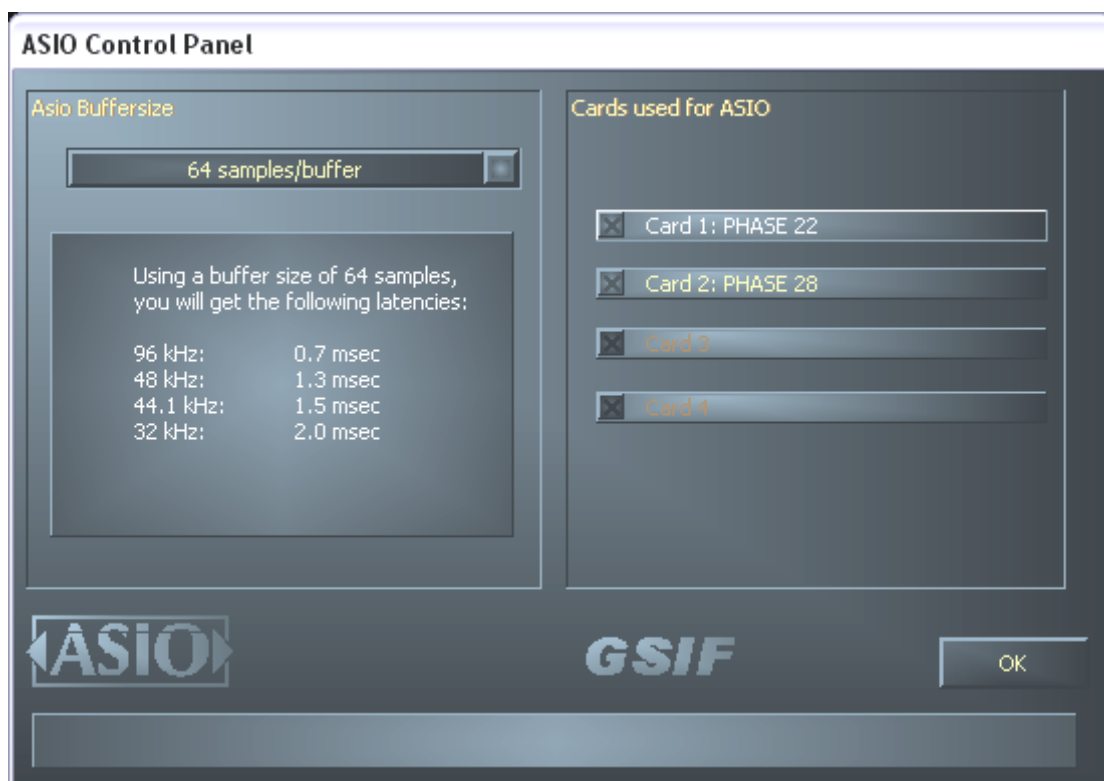 ASIO Control Panel
Asio Buffersize
64 samples/buffer
Using a buffer size of 64 samples,
you will get the following latencies:
96 kHz: 0.7 msec
48 kHz: 1.3 msec
44.1 kHz: 1.5 msec
32 kHz: 2.0 msec
Cards used for ASIO
Card 1: PHASE 22
Card 2: PHASE 28
Card 3
Card 4
ASiO
GSIF
OK